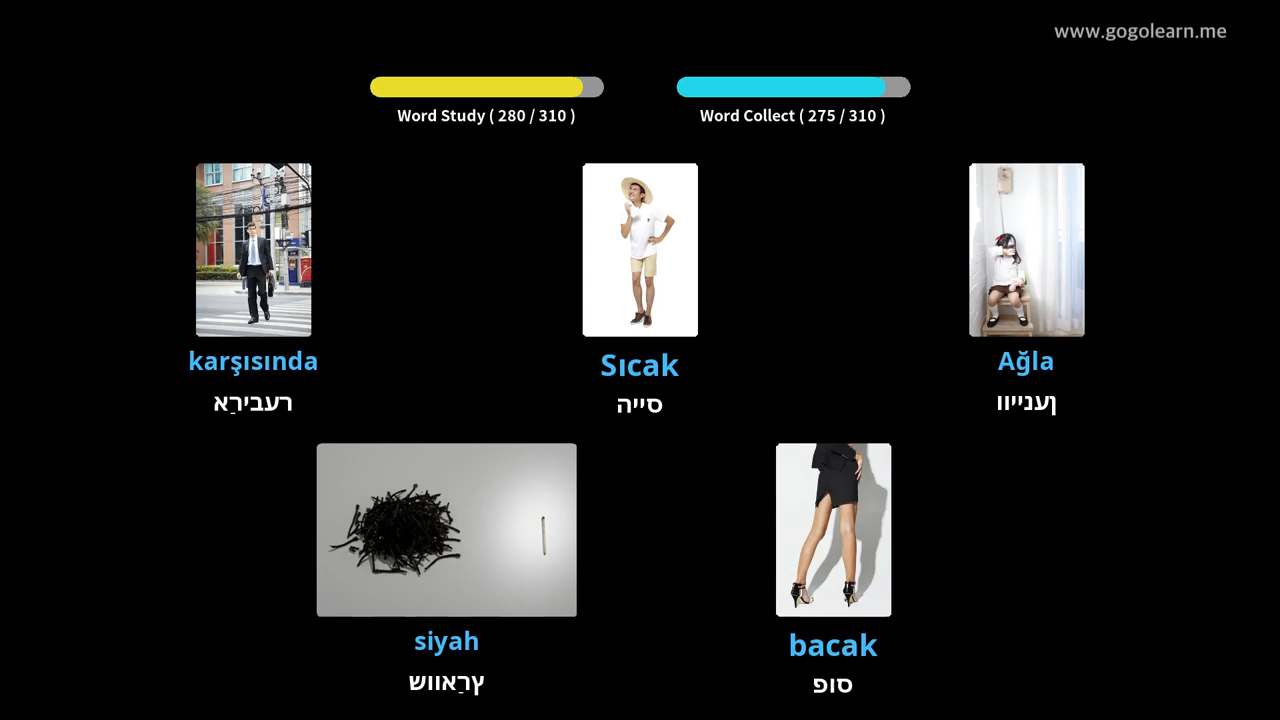 www.gogolearn.me
Word Study ( 280 / 310 )
Word Collect ( 275 / 310 )
karşısında
רעבירַא
Sıcak
סייה
Ağla
ןענייוו
siyah
ץרַאווש
bacak
סופ